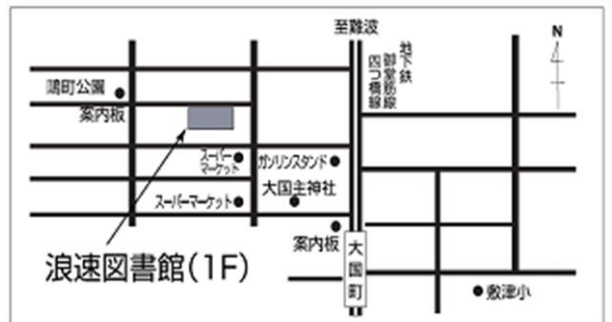 至難波
N
地下鉄
御堂筋線
四つ橋線
鴎町公園
案内板
スーパー
マーケット
ガソリンスタンド
大国主神社
スーパーマーケット
案内板
大国町
浪速図書館(1F)
敷津小